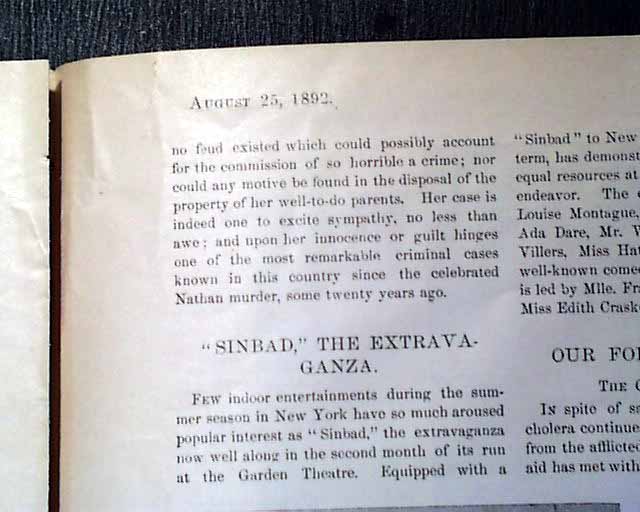 AUGUST 25, 1892.
no feud existed which could possibly account
for the commission of so horrible a crime; nor
could any motive be found in the disposal of the
property of her well-to-do parents. Her case is
indeed one to excite sympathy, no less than
awe; and upon her innocence or guilt hinges
one of the most remarkable criminal cases
known in this country since the celebrated
Nathan murder, some twenty years ago.
"SINBAD," THE EXTRAVA-
GANZA.
FEW indoor entertainments during the sum-
mer season in New York have so much aroused
popular interest as "Sinbad," the extravaganza
now well along in the second month of its run
at the Garden Theatre. Equipped with a
"Sinbad" to New
term, has demonst
equal resources at
endeavor. The
Louise Montague,
Ada Dare, Mr. W
Villers, Miss Hat
well-known come
is led by Mlle. Fra
Miss Edith Crask
OUR FO
THE
IN spite of
cholera continue
from the afflicte
aid has met with